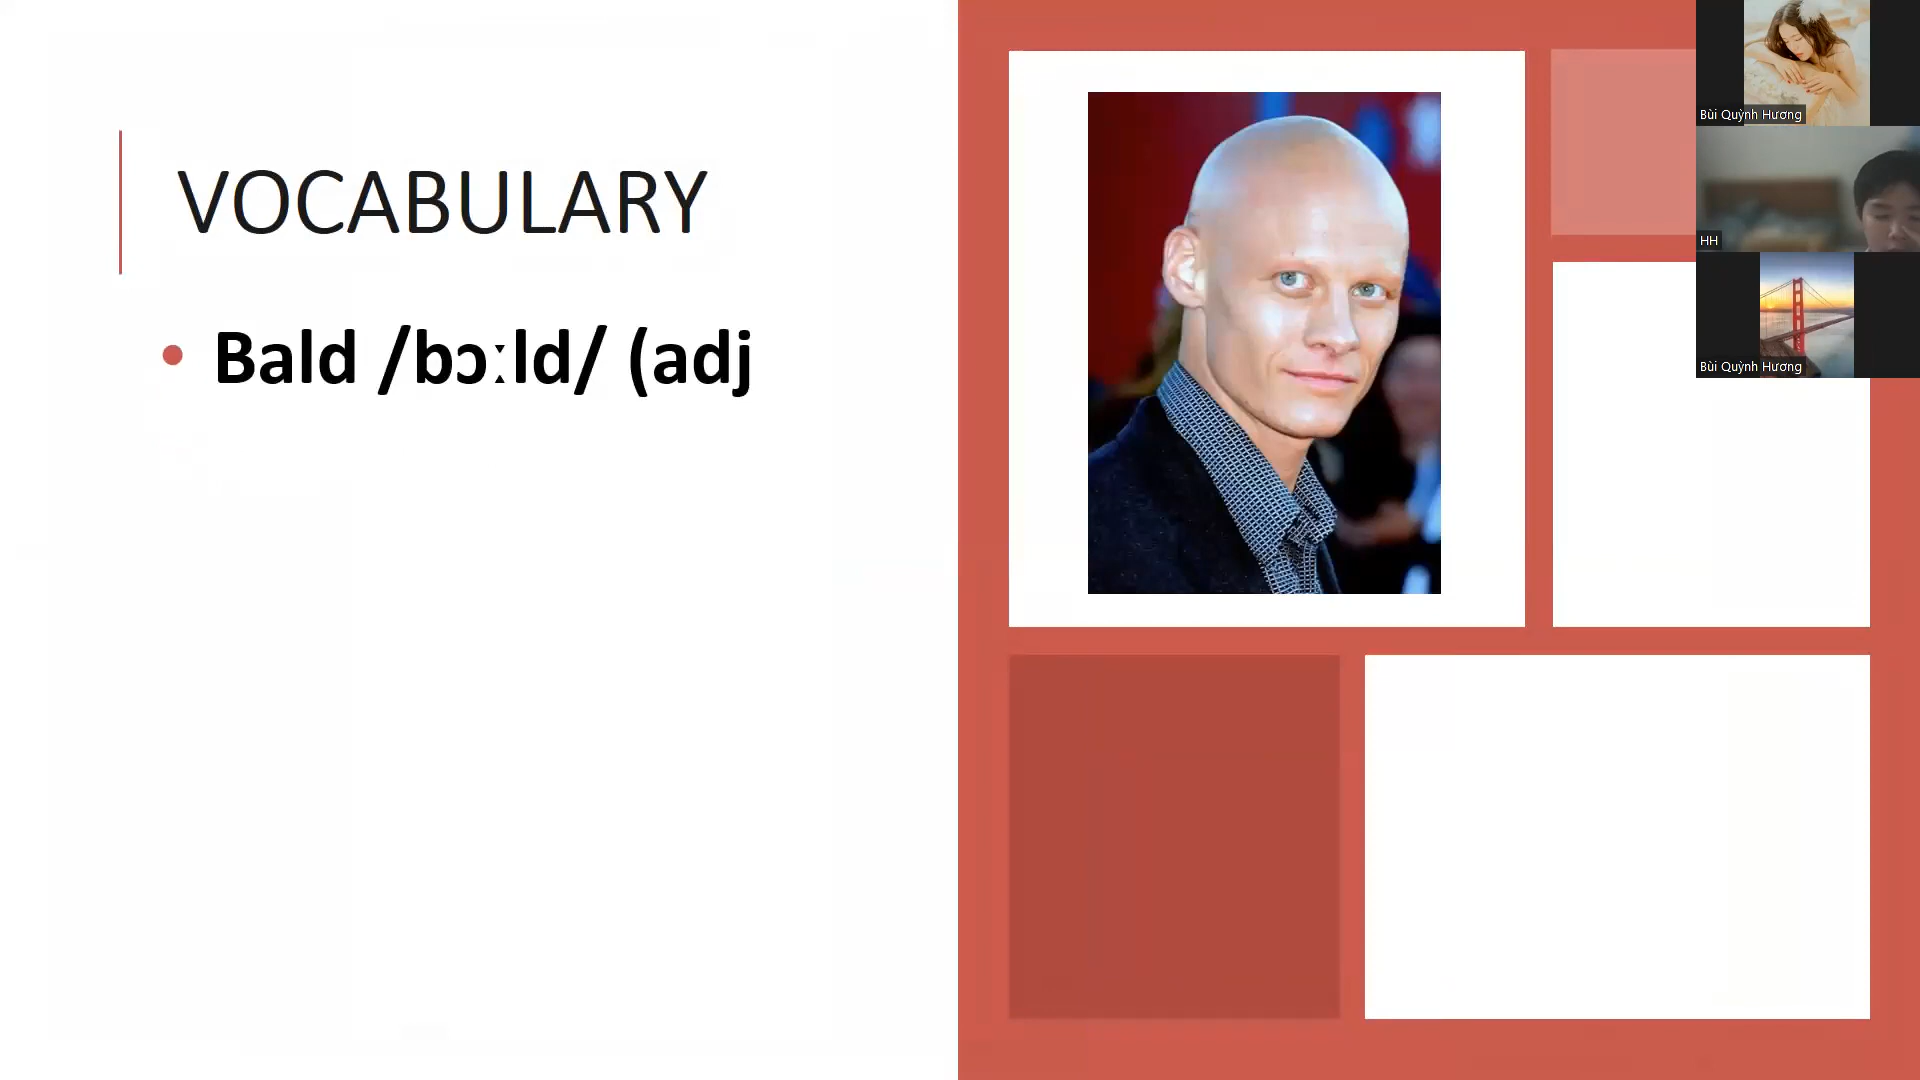 VOCABULARY
• Bald /bɔːld/ (adj
Bùi Quỳnh Hương
HH
Bùi Quỳnh Hương